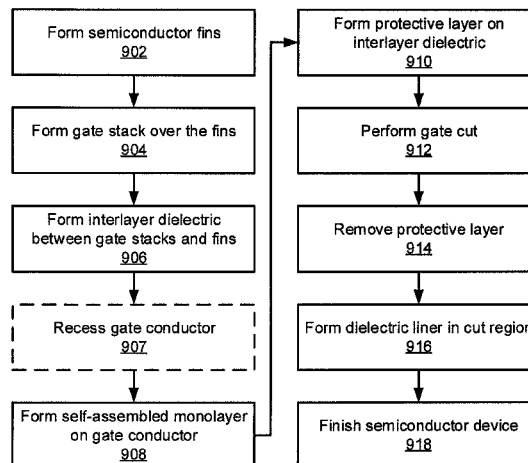 Form semiconductor fins
902
Form gate stack over the fins
904
Form interlayer dielectric
between gate stacks and fins
906
Recess gate conductor
907
Form self-assembled monolayer
on gate conductor
908
Form protective layer on
interlayer dielectric
910
Perform gate cut
912
Remove protective layer
914
Form dielectric liner in cut region
916
Finish semiconductor device
918